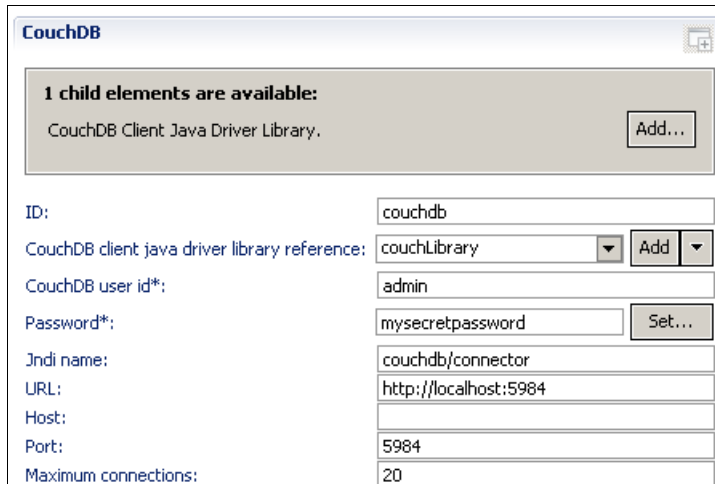 CouchDB
1 child elements are available:
CouchDB Client Java Driver Library.
Add...
ID: couchdb
CouchDB client java driver library reference: couchLibrary Add
CouchDB user id*: admin
Password*: mysecretpassword Set...
Jndi name: couchdb/connector
URL: http://localhost:5984
Host:
Port: 5984
Maximum connections: 20